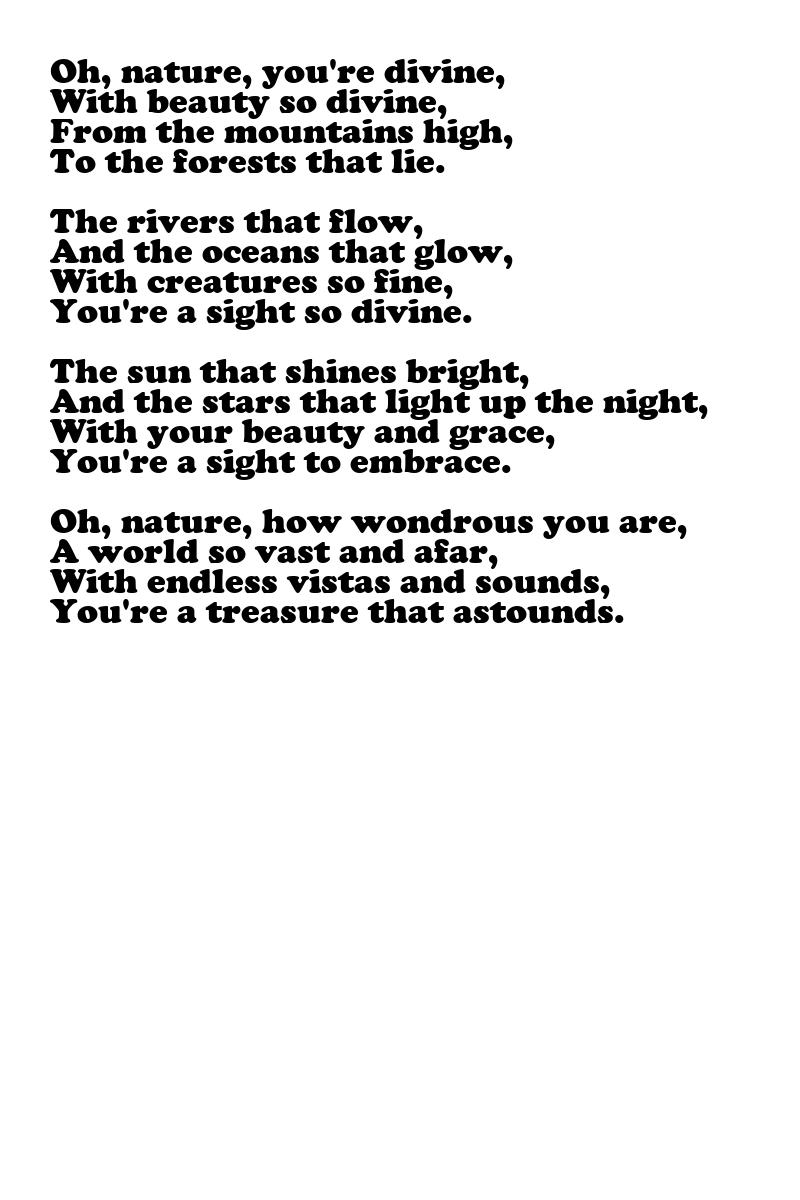 Oh, nature, you're divine,
With beauty so divine,
From the mountains high,
To the forests that lie.

The rivers that flow,
And the oceans that glow,
With creatures so fine,
You're a sight so divine.

The sun that shines bright,
And the stars that light up the night,
With your beauty and grace,
You're a sight to embrace.

Oh, nature, how wondrous you are,
A world so vast and afar,
With endless vistas and sounds,
You're a treasure that astounds.